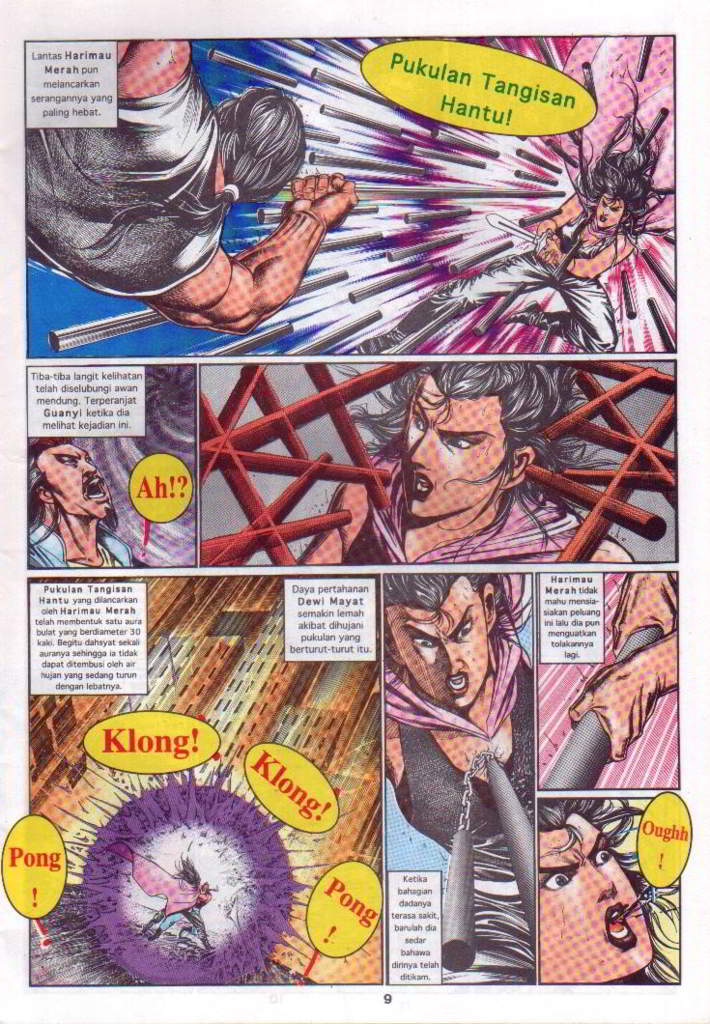 Lantas Harimau
Merah pun
melancarkan
serangannya yang
paling hebat.
Pukulan Tangisan
Hantu!
Tiba-tiba langit kelihatan
telah diselubungi awan
mendung. Terperanjat
Guanyi ketika dia
melihat kejadian ini.
Ah!?
Pukulan Tangisan
Hantu yang dilancarkan
oleh Harimau Merah
telah membentuk satu aura
bulat yang berdiameter 30
kaki. Begitu dahsyat sekali
auranya sehingga ia tidak
dapat ditembusi oleh air
hujan yang sedang turun
dengan lebatnya.
Daya pertahanan
Dewi Mayat
semakin lemah
akibat dihujani
pukulan yang
berturut-turut itu.
Klong!
Klong!
Pong
!
Pong
!
Ketika
bahagian
dadanya
terasa sakit,
barulah dia
sedar
bahawa
dirinya telah
ditikam.
Harimau
Merah tidak
mahu mensia-
siakan peluang
ini lalu dia pun
menguatkan
tolakannya
lagi.
Oughh
!
9